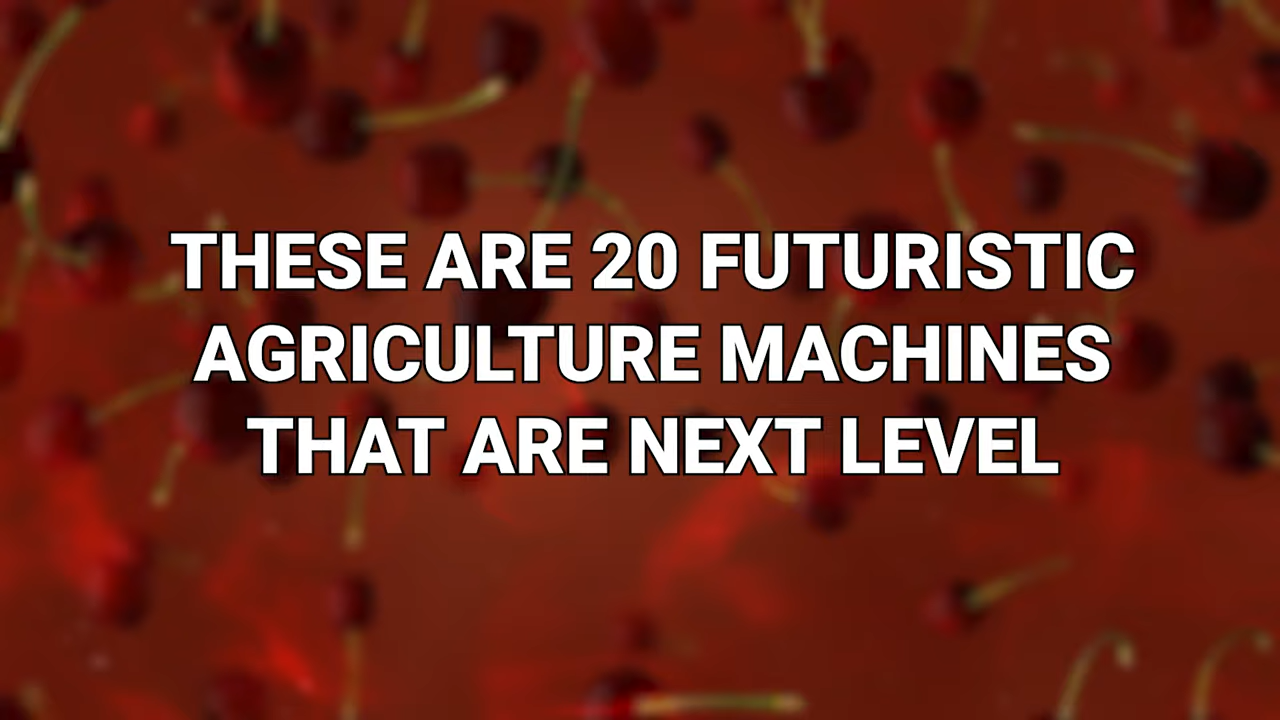 THESE ARE 20 FUTURISTIC
AGRICULTURE MACHINES
THAT ARE NEXT LEVEL